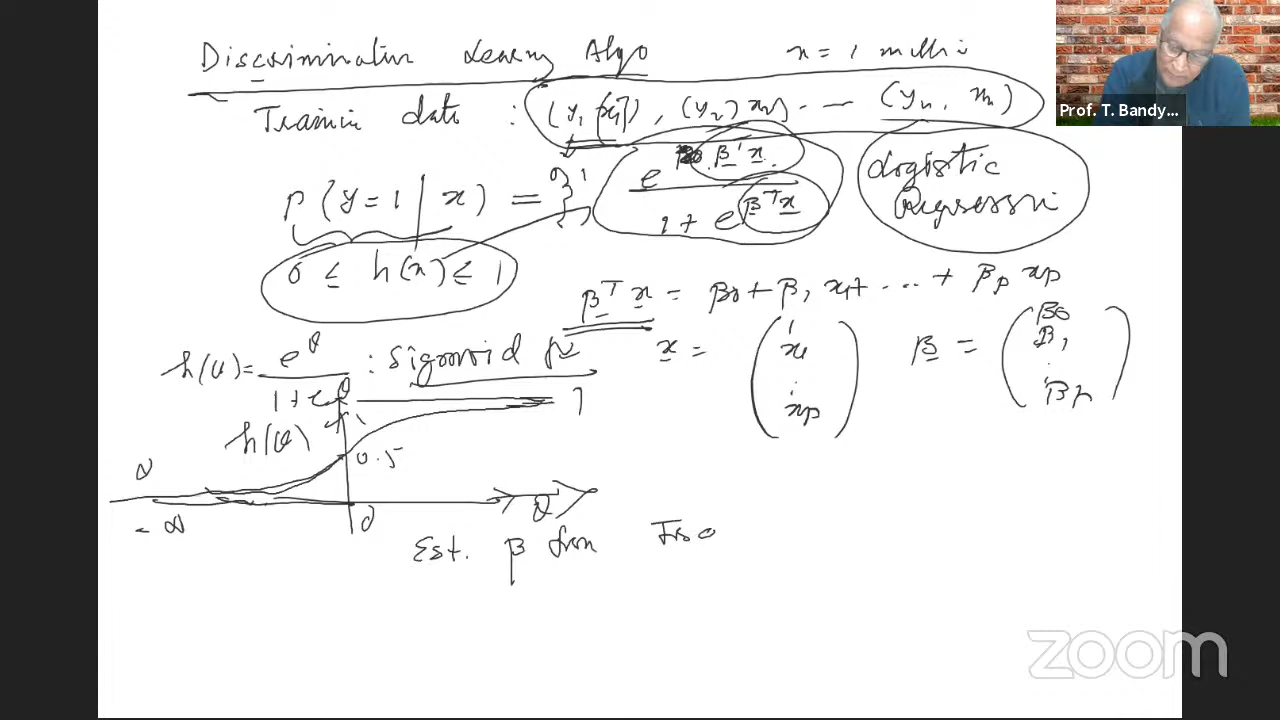 Discriminative Learning Algo n = 1 milli
Training data : (y₁ x₁), (y₂, x₂) ... — (yₙ, xₙ)
P(y=1 | x) = e^{β'x} / 1 + e^{β^T x}
Logistic
Regression
0 ≤ h(x) ≤ 1
β^T x = β₀ + β₁ x₁ + ... + βₚ xₚ
h(θ) = e^θ / 1 + e^θ : Sigmoid fn
x = ( 1 x₁ . xₚ ) β = ( β₀ β₁ . βₚ )
h(θ) 1
0.5
- ∞ 0 θ
Est. β from
Prof. T. Bandy...
zoom